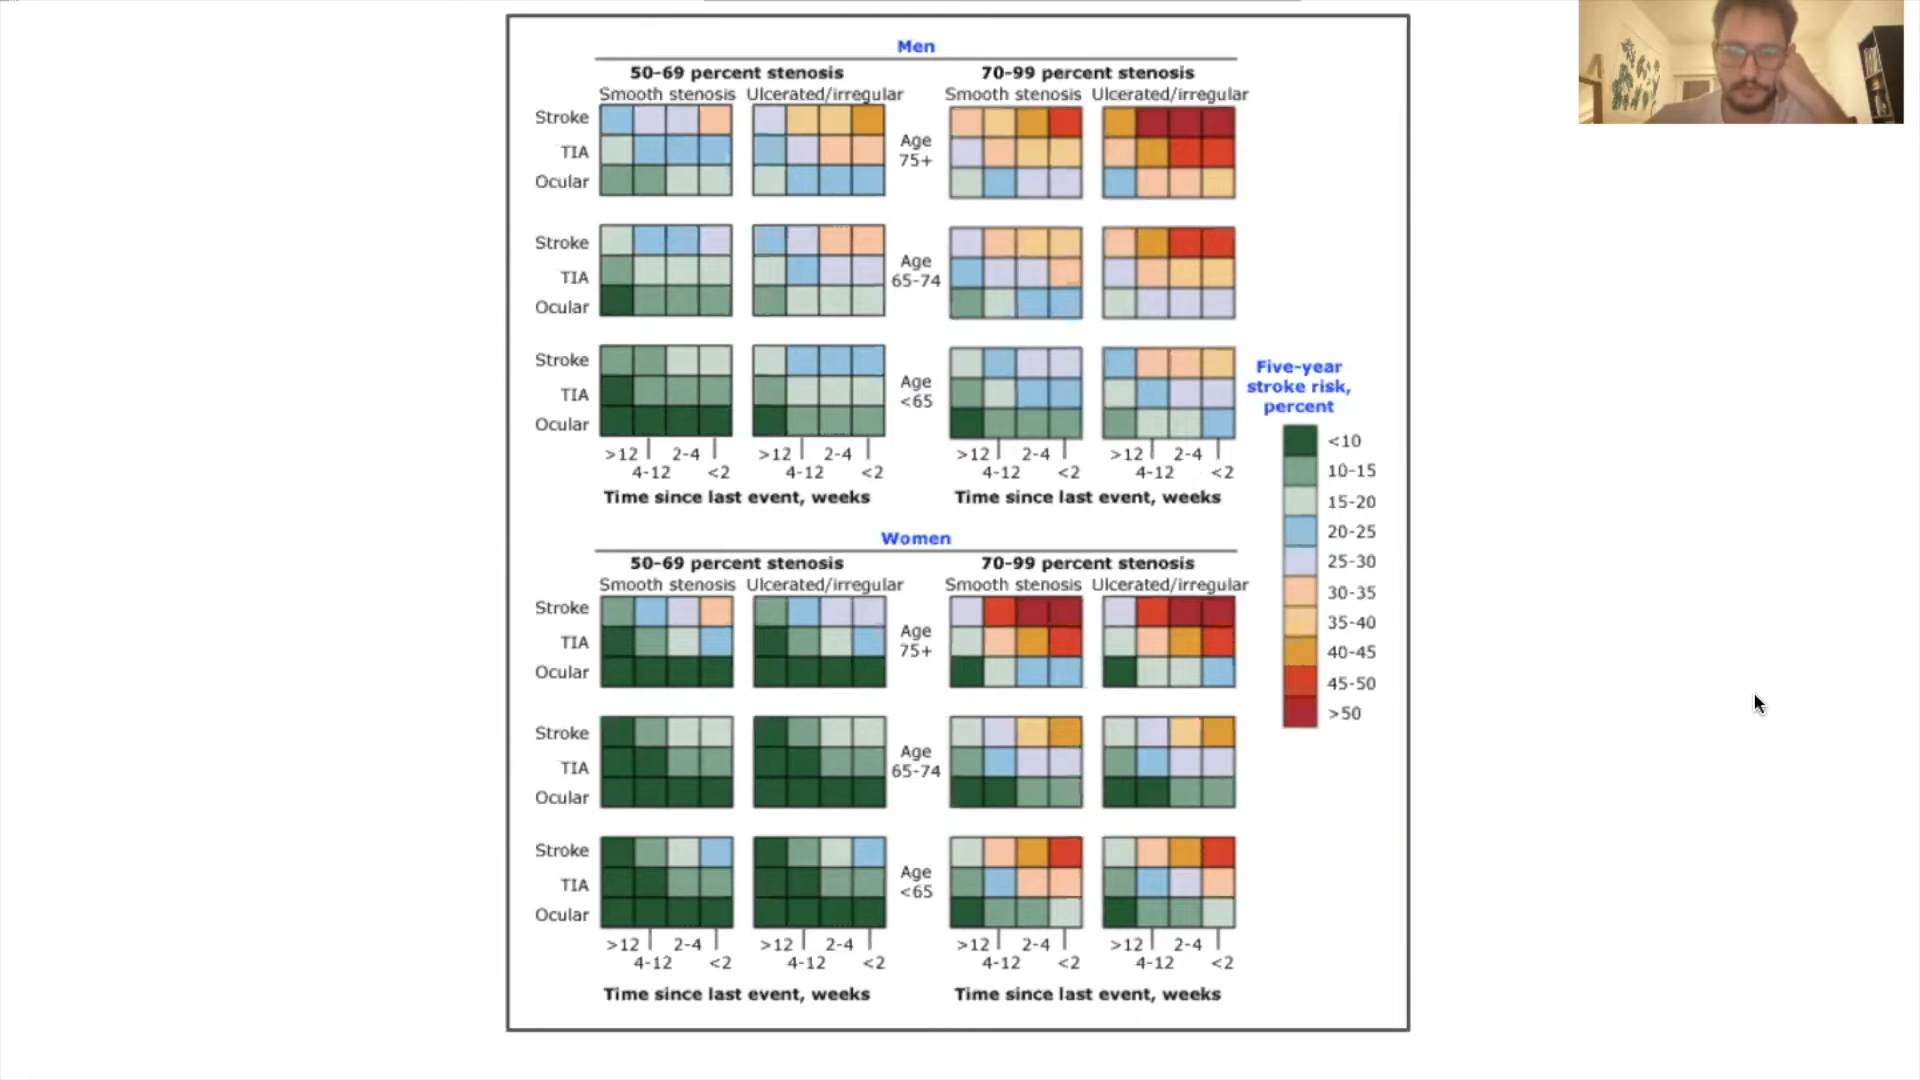 Men
50-69 percent stenosis 70-99 percent stenosis
Smooth stenosis Ulcerated/irregular Smooth stenosis Ulcerated/irregular
Stroke
TIA
Ocular
Age
75+
Stroke
TIA
Ocular
Age
65-74
Stroke
TIA
Ocular
Age
<65
>12 2-4 >12 2-4 >12 2-4 >12 2-4
4-12 <2 4-12 <2 4-12 <2 4-12 <2
Time since last event, weeks Time since last event, weeks
Women
50-69 percent stenosis 70-99 percent stenosis
Smooth stenosis Ulcerated/irregular Smooth stenosis Ulcerated/irregular
Stroke
TIA
Ocular
Age
75+
Stroke
TIA
Ocular
Age
65-74
Stroke
TIA
Ocular
Age
<65
>12 2-4 >12 2-4 >12 2-4 >12 2-4
4-12 <2 4-12 <2 4-12 <2 4-12 <2
Time since last event, weeks Time since last event, weeks
Five-year
stroke risk,
percent
<10
10-15
15-20
20-25
25-30
30-35
35-40
40-45
45-50
>50